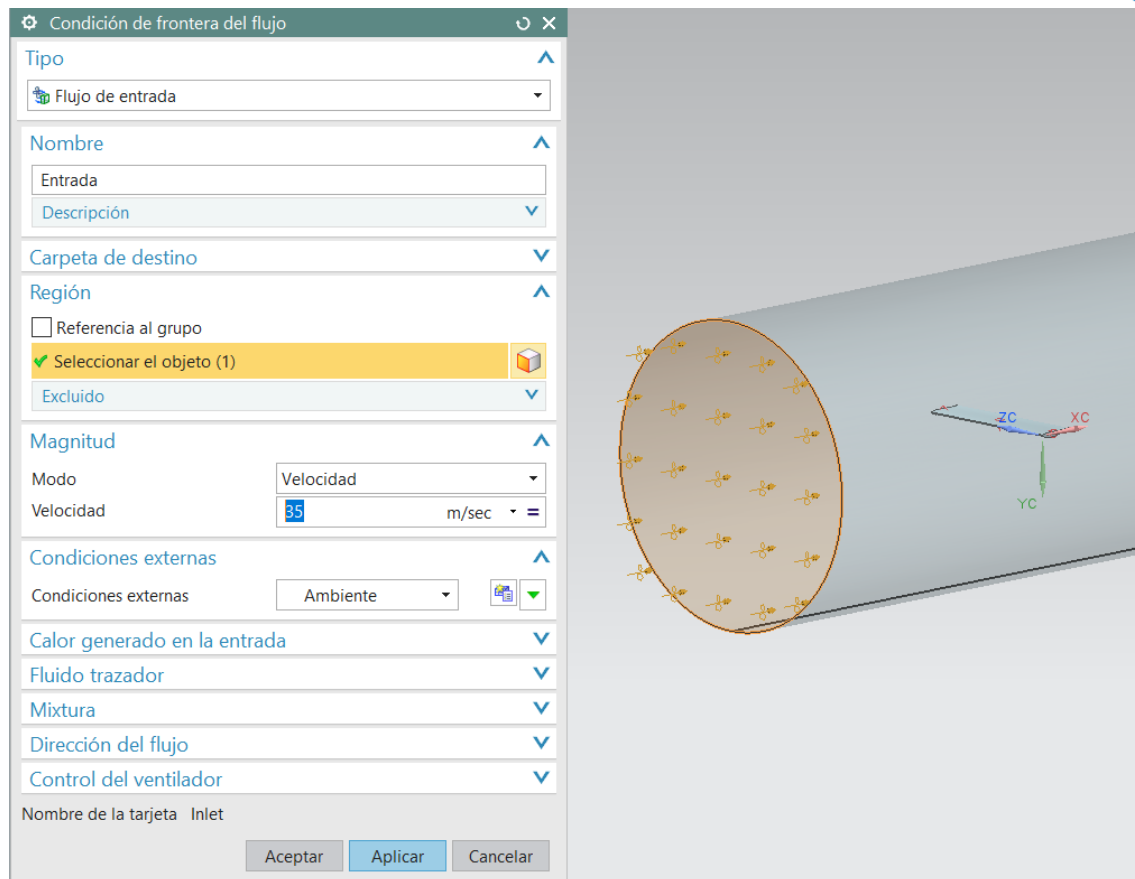 Condición de frontera del flujo
Tipo
Flujo de entrada
Nombre
Entrada
Descripción
Carpeta de destino
Región
Referencia al grupo
Seleccionar el objeto (1)
Excluido
Magnitud
Modo Velocidad
Velocidad 35 m/sec =
Condiciones externas
Condiciones externas Ambiente
Calor generado en la entrada
Fluido trazador
Mixtura
Dirección del flujo
Control del ventilador
Nombre de la tarjeta Inlet
Aceptar Aplicar Cancelar
ZC XC
YC